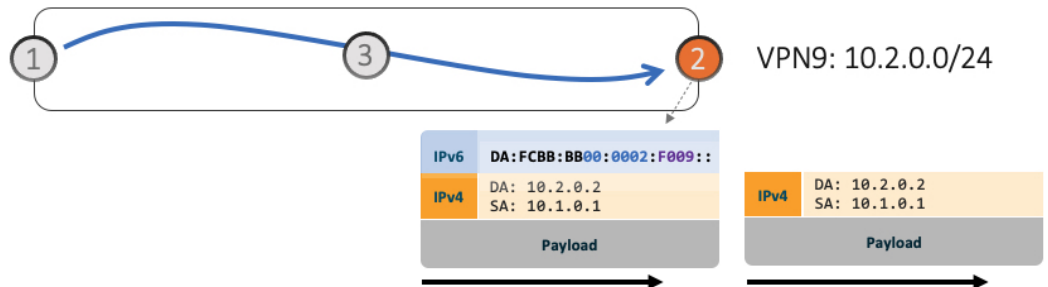 1
3
2
VPN9: 10.2.0.0/24
IPv6 DA:FCBB:BB00:0002:F009::
IPv4 DA: 10.2.0.2
SA: 10.1.0.1
Payload
IPv4 DA: 10.2.0.2
SA: 10.1.0.1
Payload